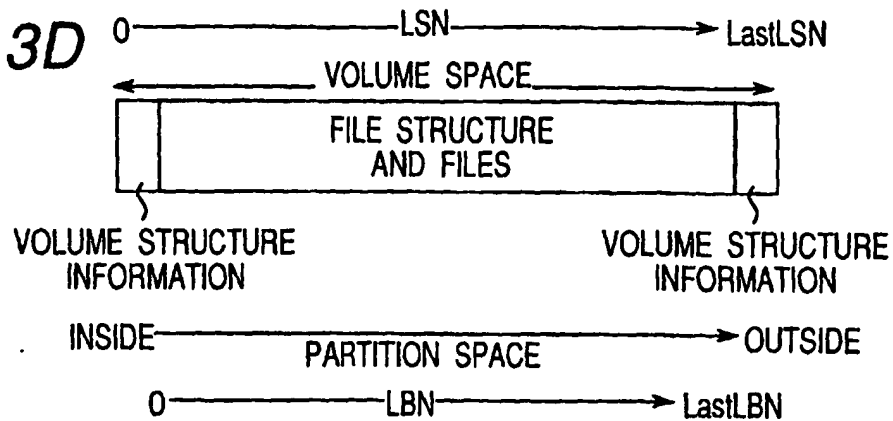 3D
0 LSN LastLSN
VOLUME SPACE
FILE STRUCTURE
AND FILES
VOLUME STRUCTURE
INFORMATION
VOLUME STRUCTURE
INFORMATION
INSIDE OUTSIDE
PARTITION SPACE
0 LBN LastLBN